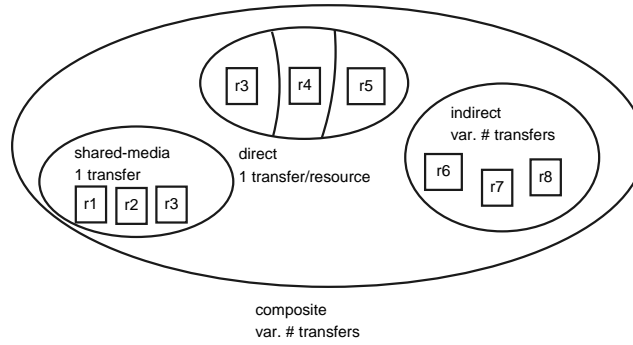 r3 r4 r5
indirect
var. # transfers
shared-media
1 transfer
direct
1 transfer/resource
r6 r7 r8
r1 r2 r3
composite
var. # transfers